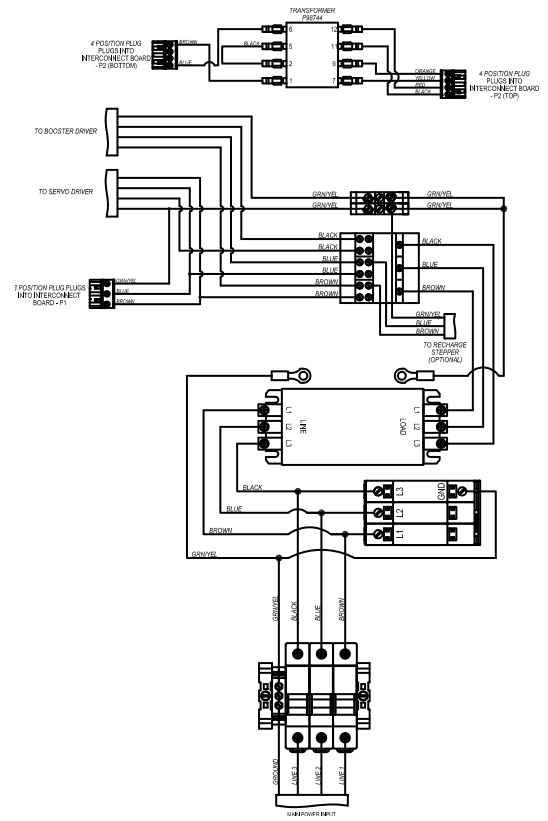 TRANSFORMER
P98744
4 POSITION PLUG
PLUGS INTO
INTERCONNECT BOARD
- P2 (BOTTOM)
BROWN
BLUE
BLACK
6
5
2
1
12
11
9
7
ORANGE
YELLOW
RED
BLACK
4 POSITION PLUG
PLUGS INTO
INTERCONNECT BOARD
- P2 (TOP)
TO BOOSTER DRIVER
TO SERVO DRIVER
GRN/YEL
GRN/YEL
GRN/YEL
GRN/YEL
BLACK
BLACK
BLUE
BLUE
BROWN
BROWN
BLACK
BLUE
BROWN
GRN/YEL
BLUE
BROWN
POSITION PLUG PLUGS
INTO INTERCONNECT
BOARD - P1
GRN/YEL
BLUE
BROWN
TO RECHARGE
STEPPER
(OPTIONAL)
L1
L2
L3
LINE
LOAD
L1
L2
L3
BLACK
BLUE
BROWN
GRN/YEL
L3
L2
L1
GND
GRN/YEL
BLACK
BLUE
BROWN
GROUND
LINE 3
LINE 2
LINE 1
MAIN POWER INPUT